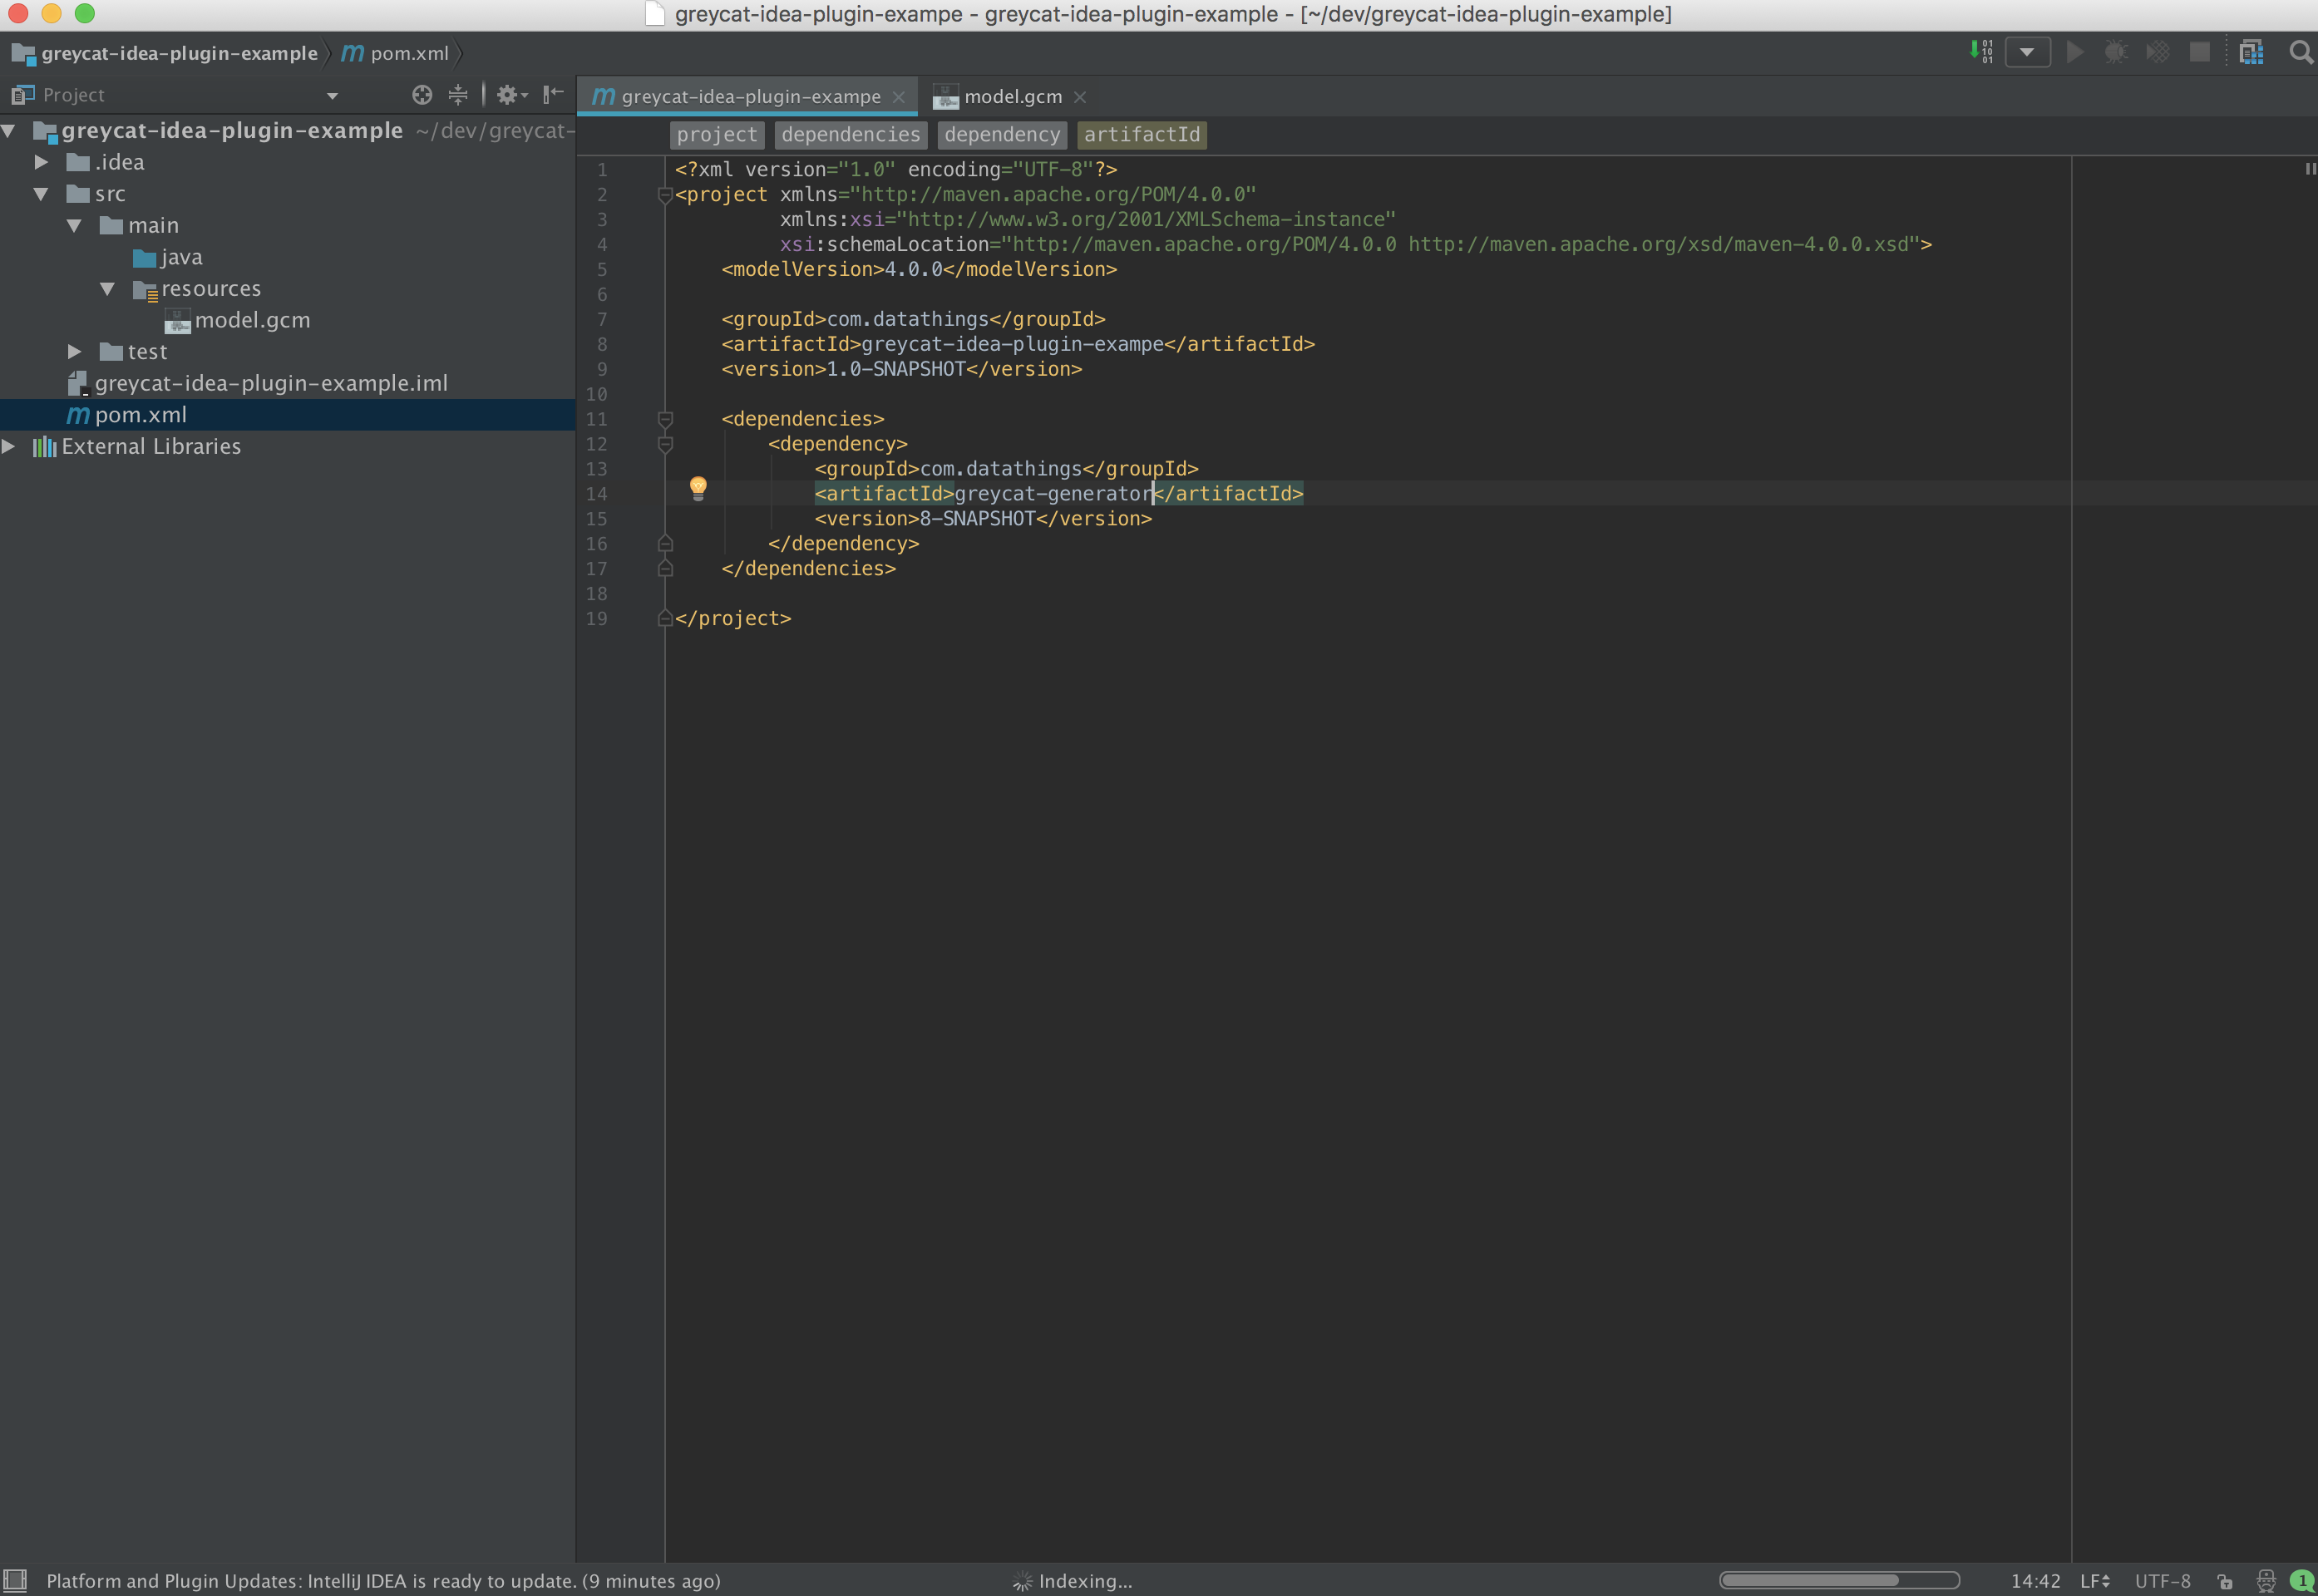 greycat-idea-plugin-exampe - greycat-idea-plugin-example - [~/dev/greycat-idea-plugin-example]
greycat-idea-plugin-example
pom.xml
Project
greycat-idea-plugin-example ~/dev/greycat-
.idea
src
main
java
resources
model.gcm
test
greycat-idea-plugin-example.iml
pom.xml
External Libraries
greycat-idea-plugin-exampe
model.gcm
project dependencies dependency artifactId
1 <?xml version="1.0" encoding="UTF-8"?>
2 <project xmlns="http://maven.apache.org/POM/4.0.0"
3 xmlns:xsi="http://www.w3.org/2001/XMLSchema-instance"
4 xsi:schemaLocation="http://maven.apache.org/POM/4.0.0 http://maven.apache.org/xsd/maven-4.0.0.xsd">
5 <modelVersion>4.0.0</modelVersion>
6
7 <groupId>com.datathings</groupId>
8 <artifactId>greycat-idea-plugin-exampe</artifactId>
9 <version>1.0-SNAPSHOT</version>
10
11 <dependencies>
12 <dependency>
13 <groupId>com.datathings</groupId>
14 <artifactId>greycat-generator</artifactId>
15 <version>8-SNAPSHOT</version>
16 </dependency>
17 </dependencies>
18
19 </project>
Platform and Plugin Updates: IntelliJ IDEA is ready to update. (9 minutes ago)
Indexing...
14:42 LF UTF-8 1